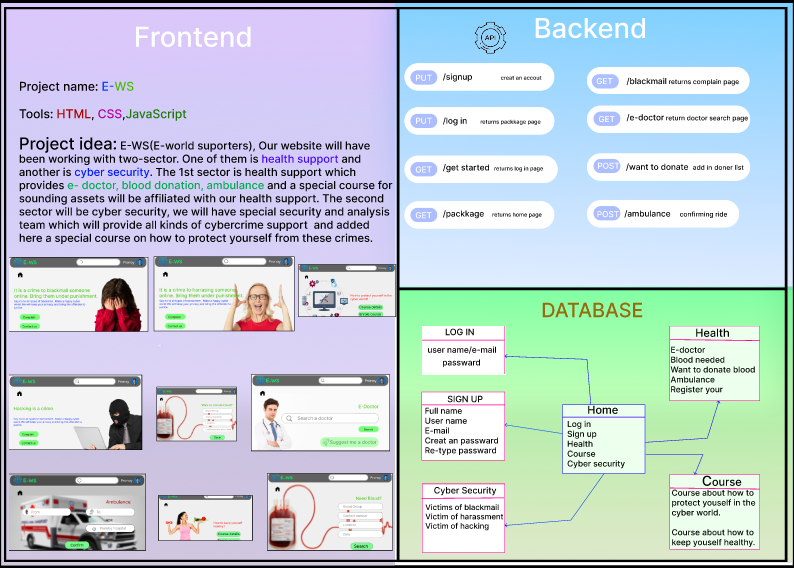 Frontend
Project name: E-WS
Tools: HTML, CSS,JavaScript
Project idea: E-WS(E-world suporters), Our website will have
been working with two-sector. One of them is health support and
another is cyber security. The 1st sector is health support which
provides e- doctor, blood donation, ambulance and a special course for
sounding assets will be affiliated with our health support. The second
sector will be cyber security, we will have special security and analysis
team which will provide all kinds of cybercrime support and added
here a special course on how to protect yourself from these crimes.
E-WS
It is a crime to blackmail someone
online. Bring them under punishment.
E-WS
It is a crime to harrasing someone
online. Bring them under punishment.
E-WS
Hacking is a crime
E-WS
E-WS
E-Doctor
Search a doctor
Suggest me a doctor
E-WS
Ambulance
Confirm
E-WS
Need Blood?
Search
Backend
API
PUT /signup creat an accout
PUT /log in returns packkage page
GET /get started returns log in page
GET /packkage returns home page
GET /blackmail returns complain page
GET /e-doctor return doctor search page
POST /want to donate add in doner list
POST /ambulance confirming ride
DATABASE
LOG IN
user name/e-mail
password
SIGN UP
Full name
User name
E-mail
Creat an password
Re-type password
Cyber Security
Victims of blackmail
Victim of harassment
Victim of hacking
Home
Log in
Sign up
Health
Course
Cyber security
Health
E-doctor
Blood needed
Want to donate blood
Ambulance
Register your
Course
Course about how to
protect youself in the
cyber world.
Course about how to
keep youself healthy.